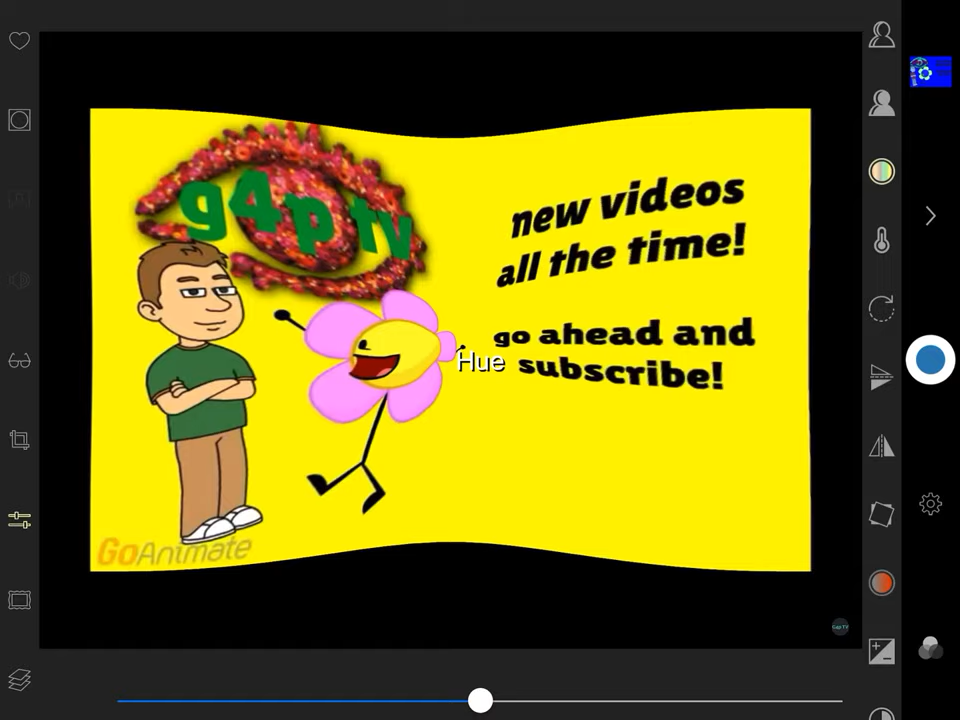 g4p tv
new videos
all the time!
go ahead and
subscribe!
Hue
GoAnimate